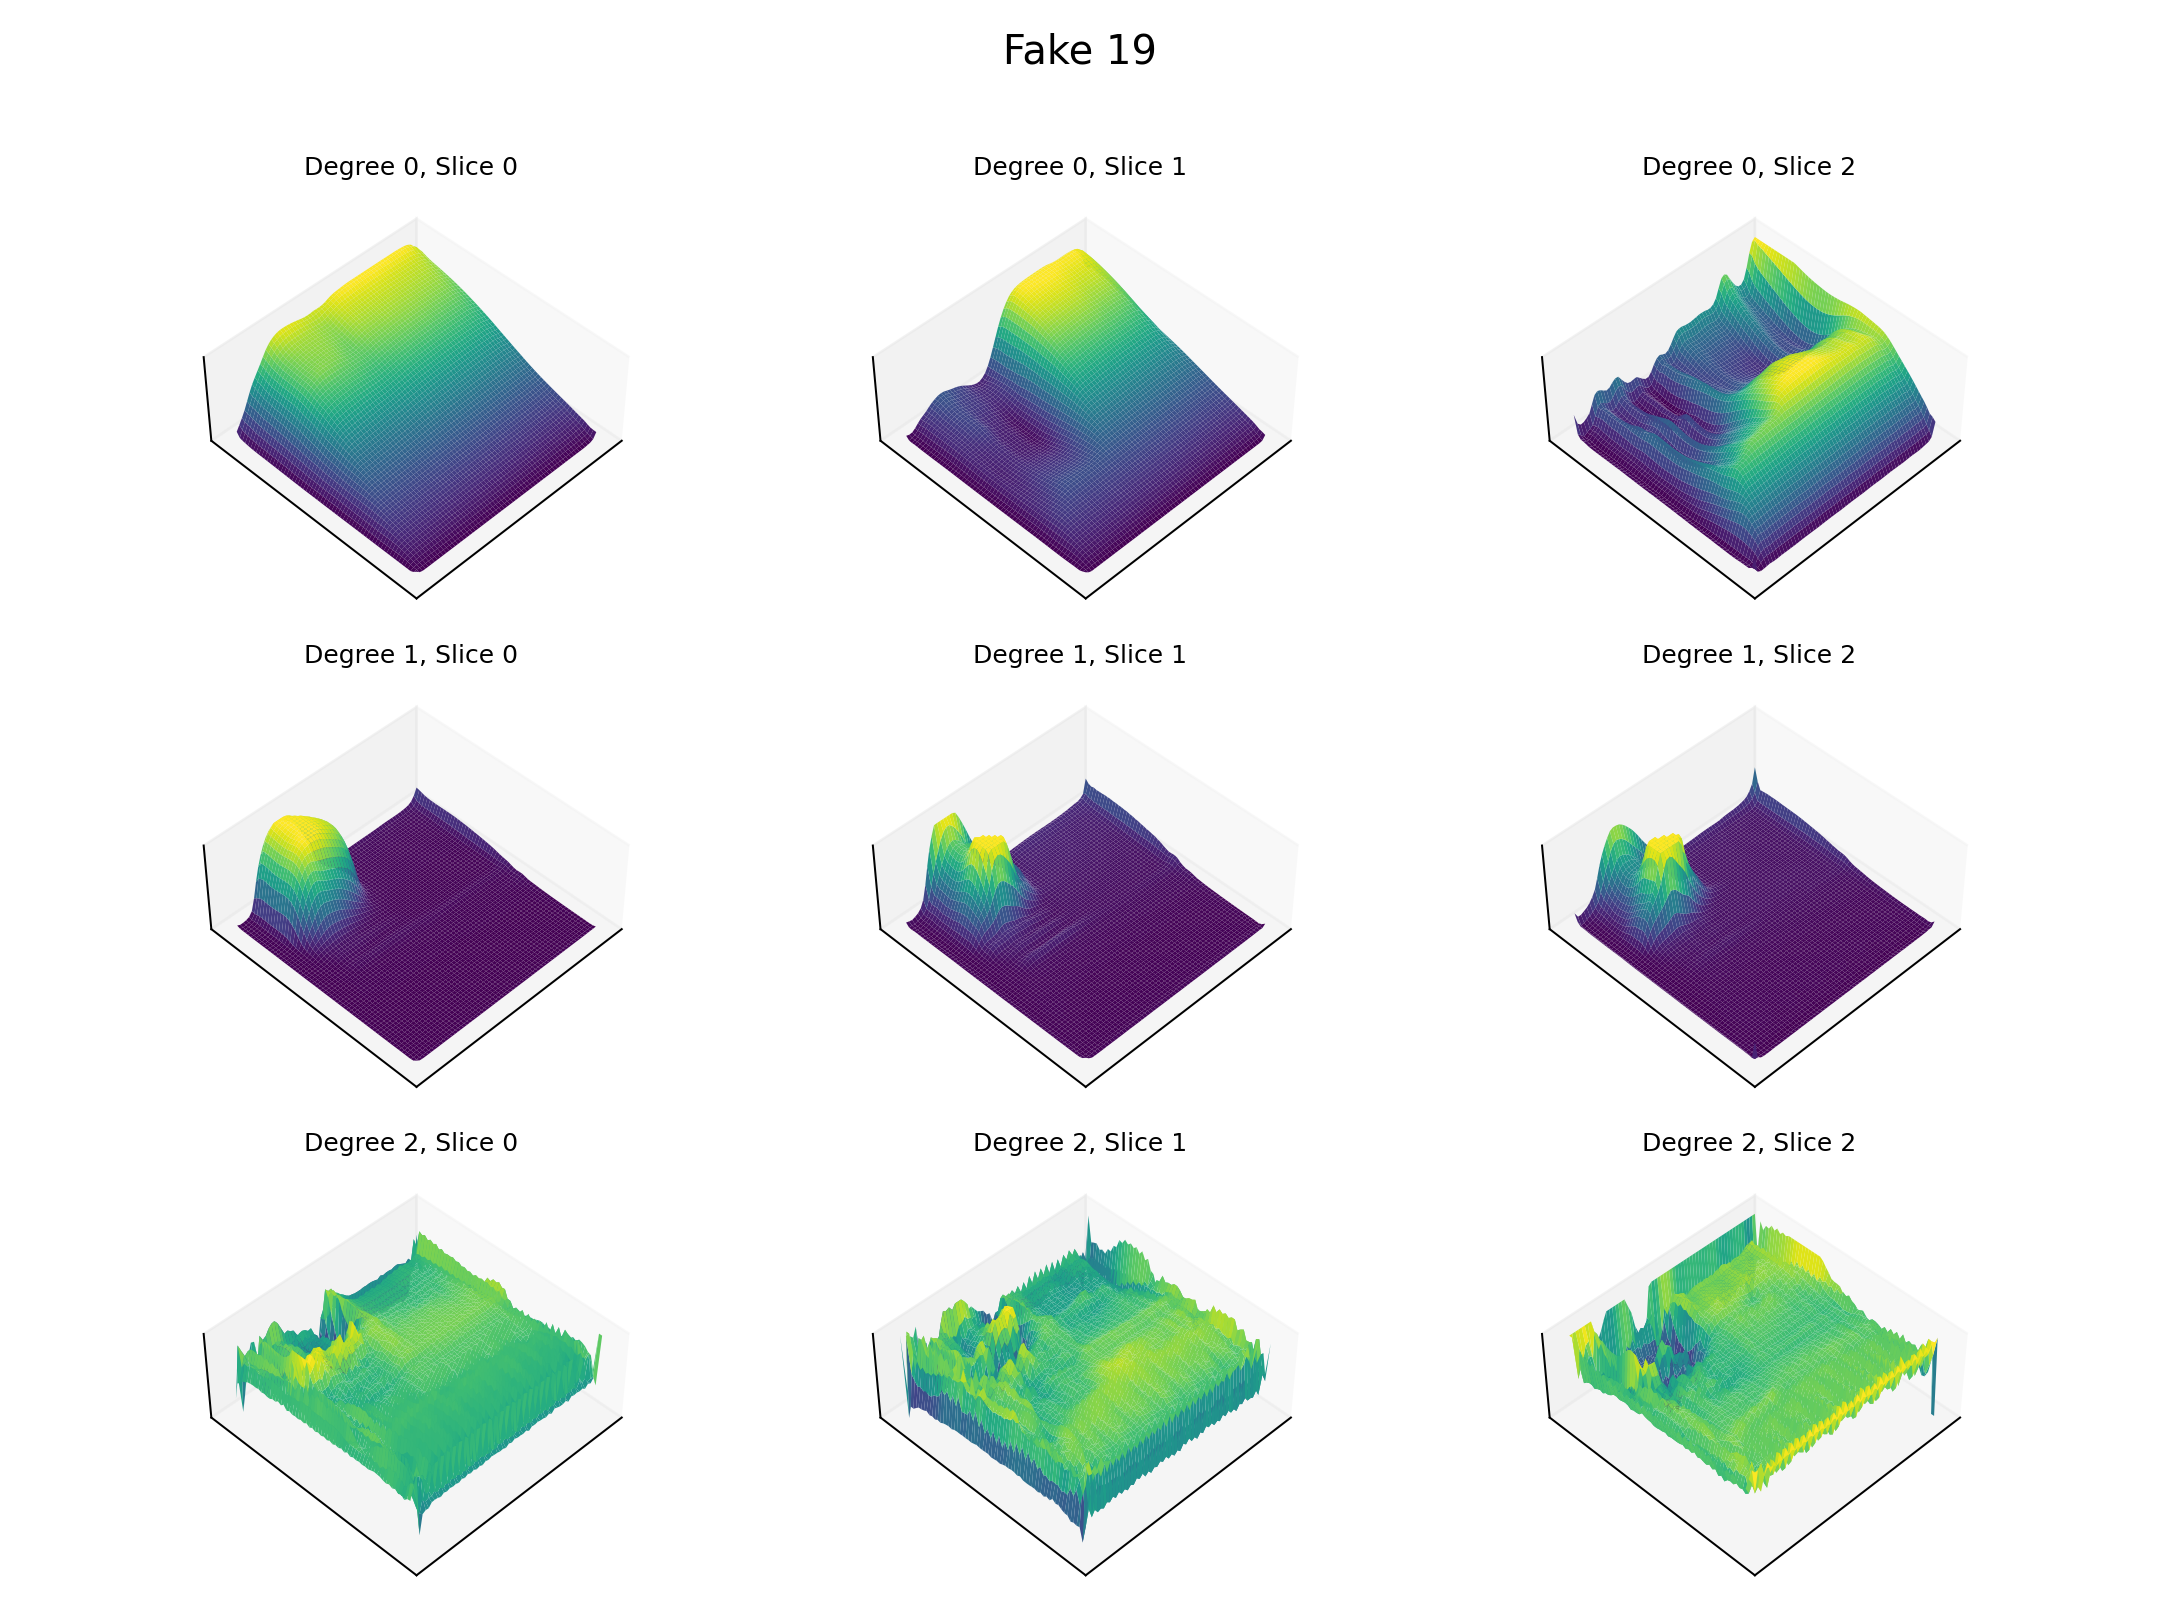 Fake 19
Degree 0, Slice 0
Degree 0, Slice 1
Degree 0, Slice 2
Degree 1, Slice 0
Degree 1, Slice 1
Degree 1, Slice 2
Degree 2, Slice 0
Degree 2, Slice 1
Degree 2, Slice 2